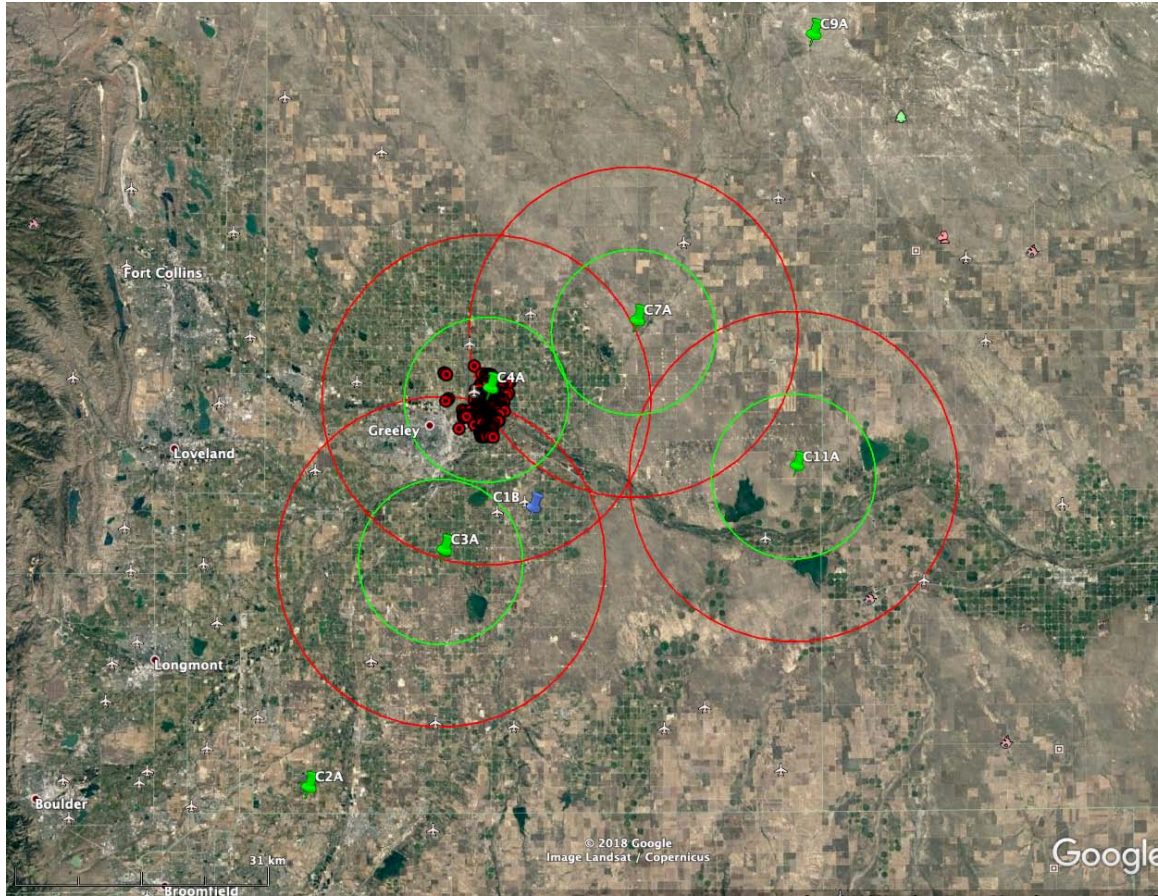 C9A
Fort Collins
C7A
C4A
Greeley
Loveland
C11A
C1B
C3A
Longmont
C2A
Boulder
© 2018 Google
Image Landsat / Copernicus
Google
31 km
Broomfield